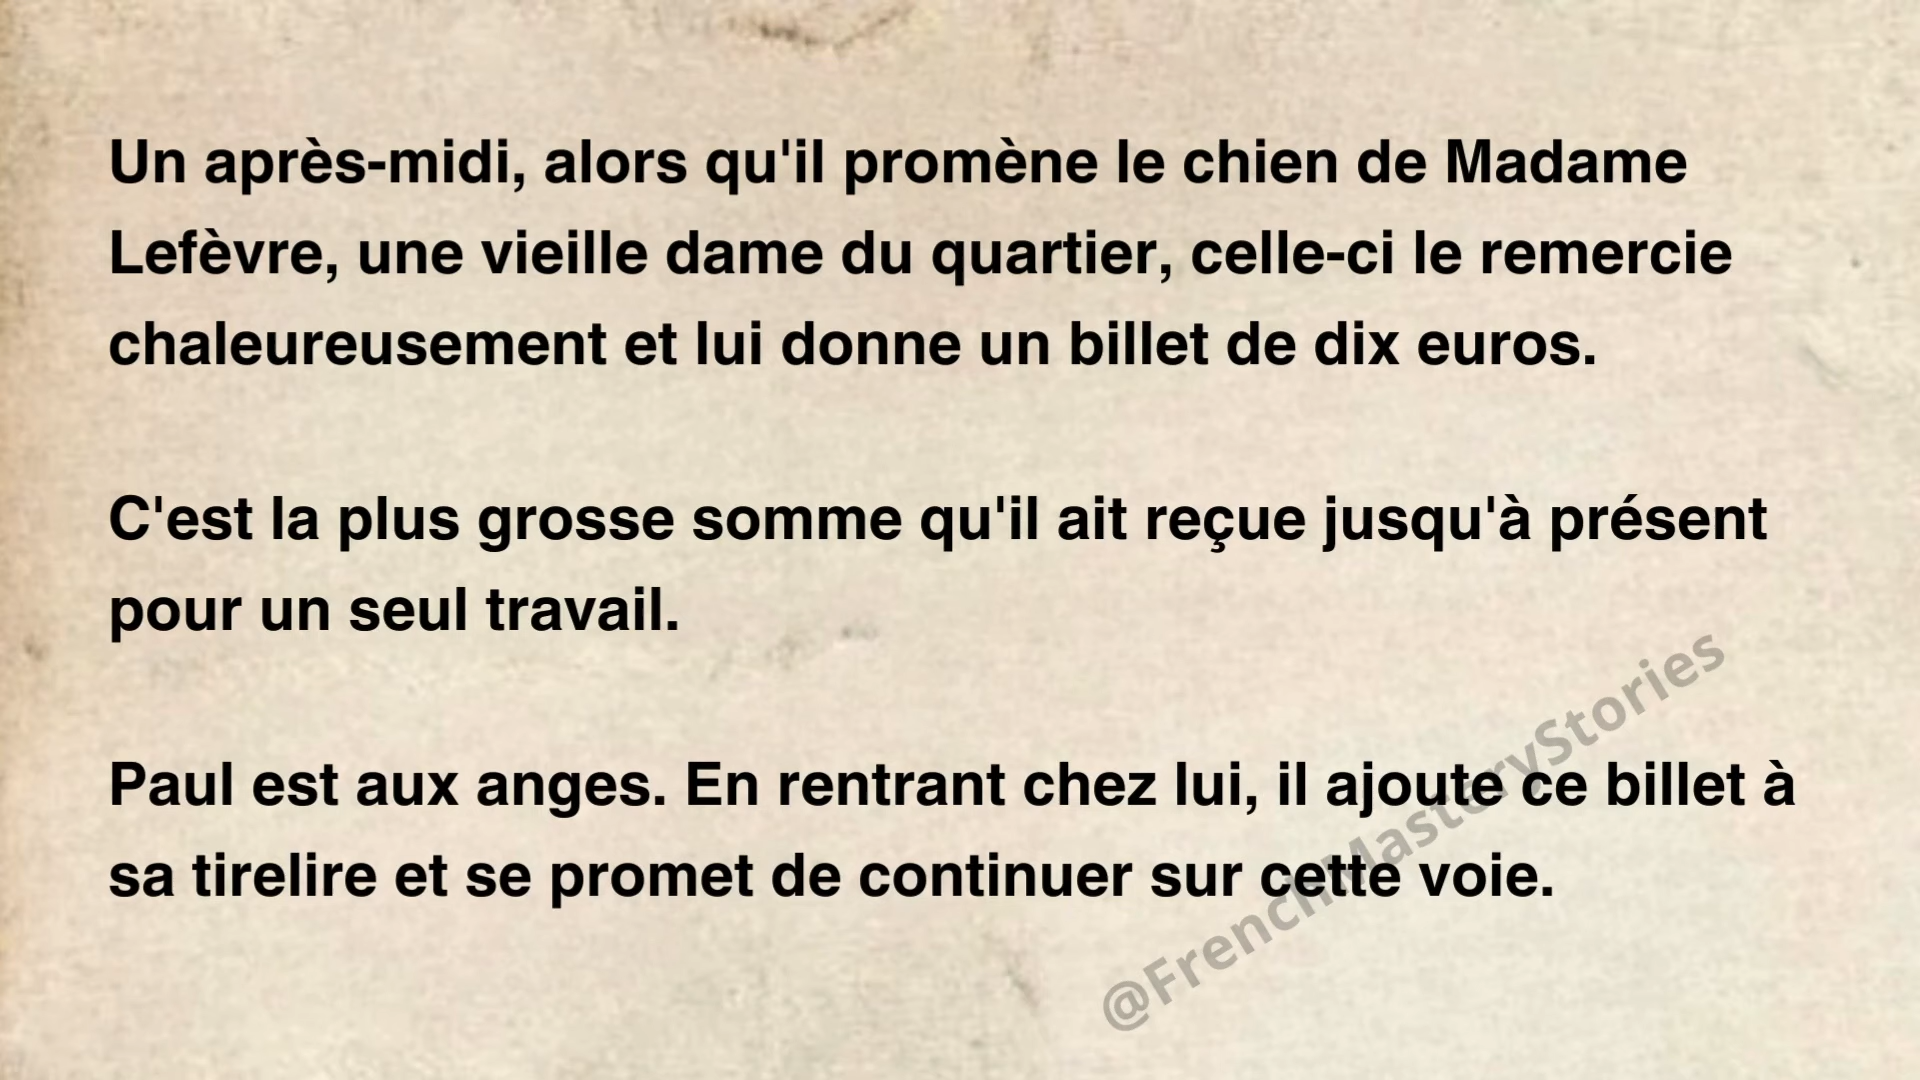 Un après-midi, alors qu'il promène le chien de Madame
Lefèvre, une vieille dame du quartier, celle-ci le remercie
chaleureusement et lui donne un billet de dix euros.
C'est la plus grosse somme qu'il ait reçue jusqu'à présent
pour un seul travail.
Paul est aux anges. En rentrant chez lui, il ajoute ce billet à
sa tirelire et se promet de continuer sur cette voie.
@FrenchMasteryStories